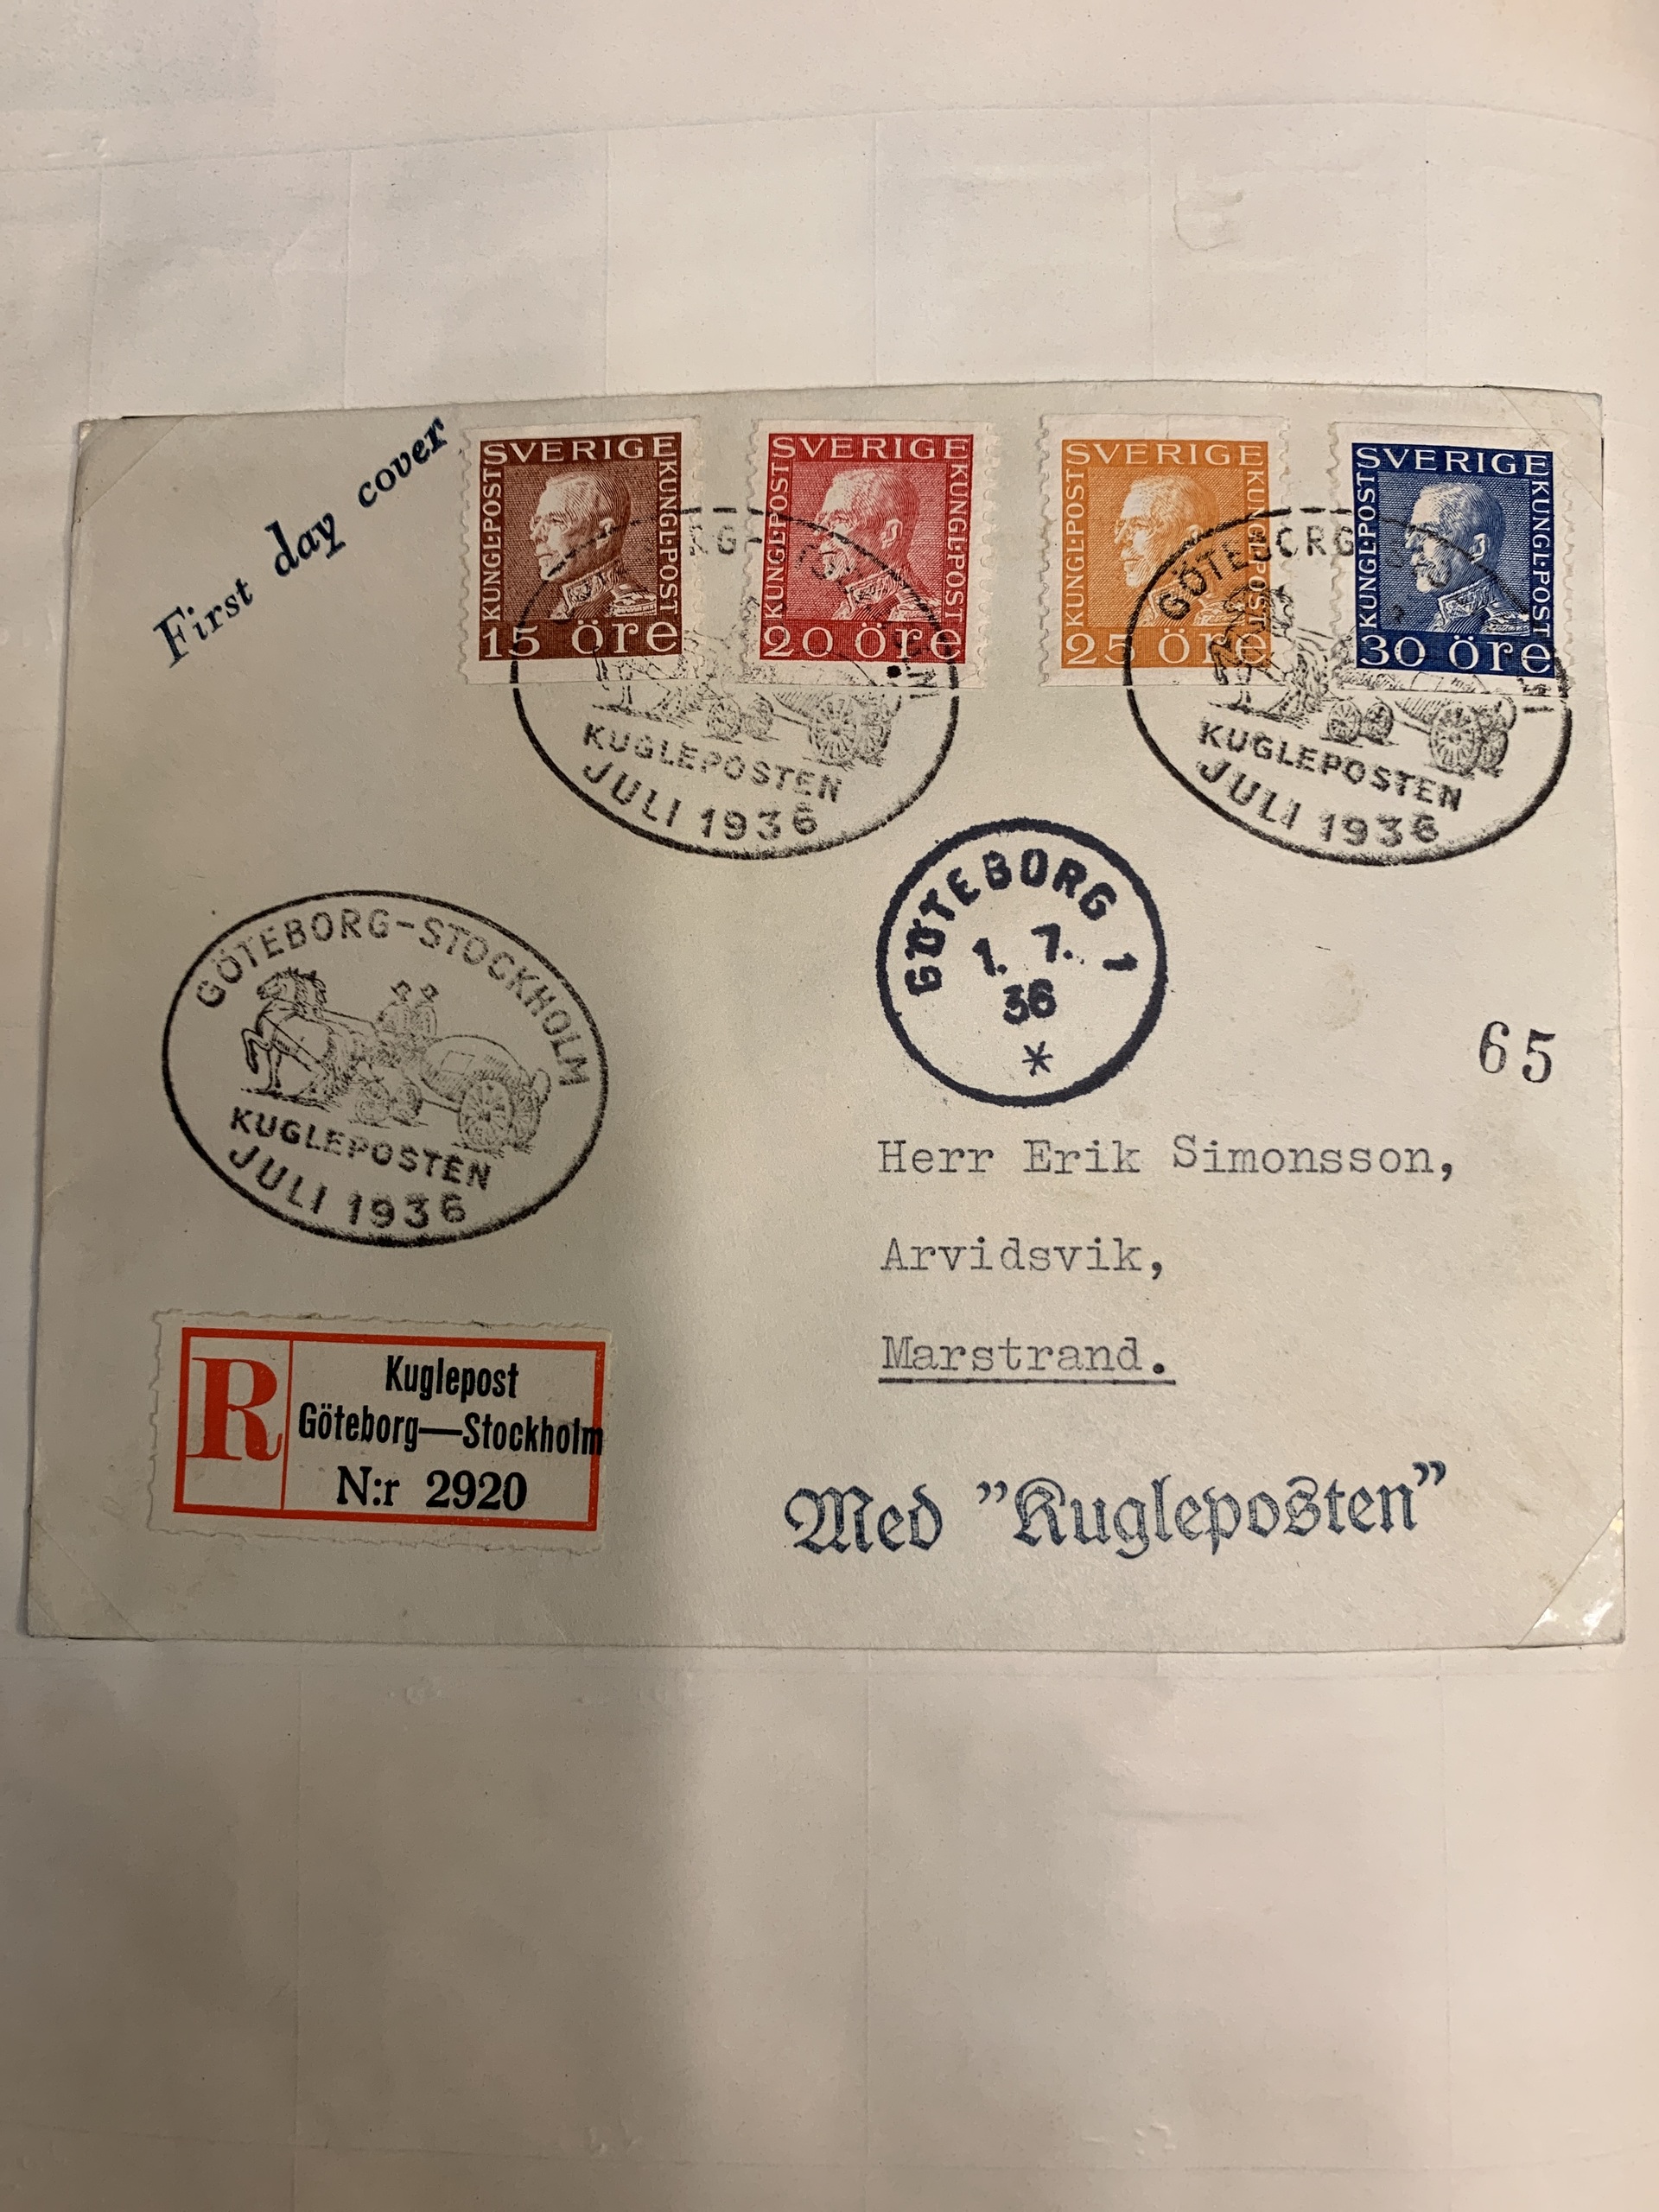 First day cover
SVERIGE
KUNGL·POST
KUNGL·POST
15 öre
SVERIGE
KUNGL·POST
KUNGL·POST
20 öre
SVERIGE
KUNGL·POST
KUNGL·POST
25 öre
SVERIGE
KUNGL·POST
KUNGL·POST
30 öre
KUGLEPOSTEN
JULI 1936
GÖTEBORG
KUGLEPOSTEN
JULI 1936
GÖTEBORG 1
1. 7.
36
*
GÖTEBORG-STOCKHOLM
KUGLEPOSTEN
JULI 1936
65
Herr Erik Simonsson,
Arvidsvik,
Marstrand.
R
Kuglepost
Göteborg—Stockholm
N:r 2920
Med "Kugleposten"